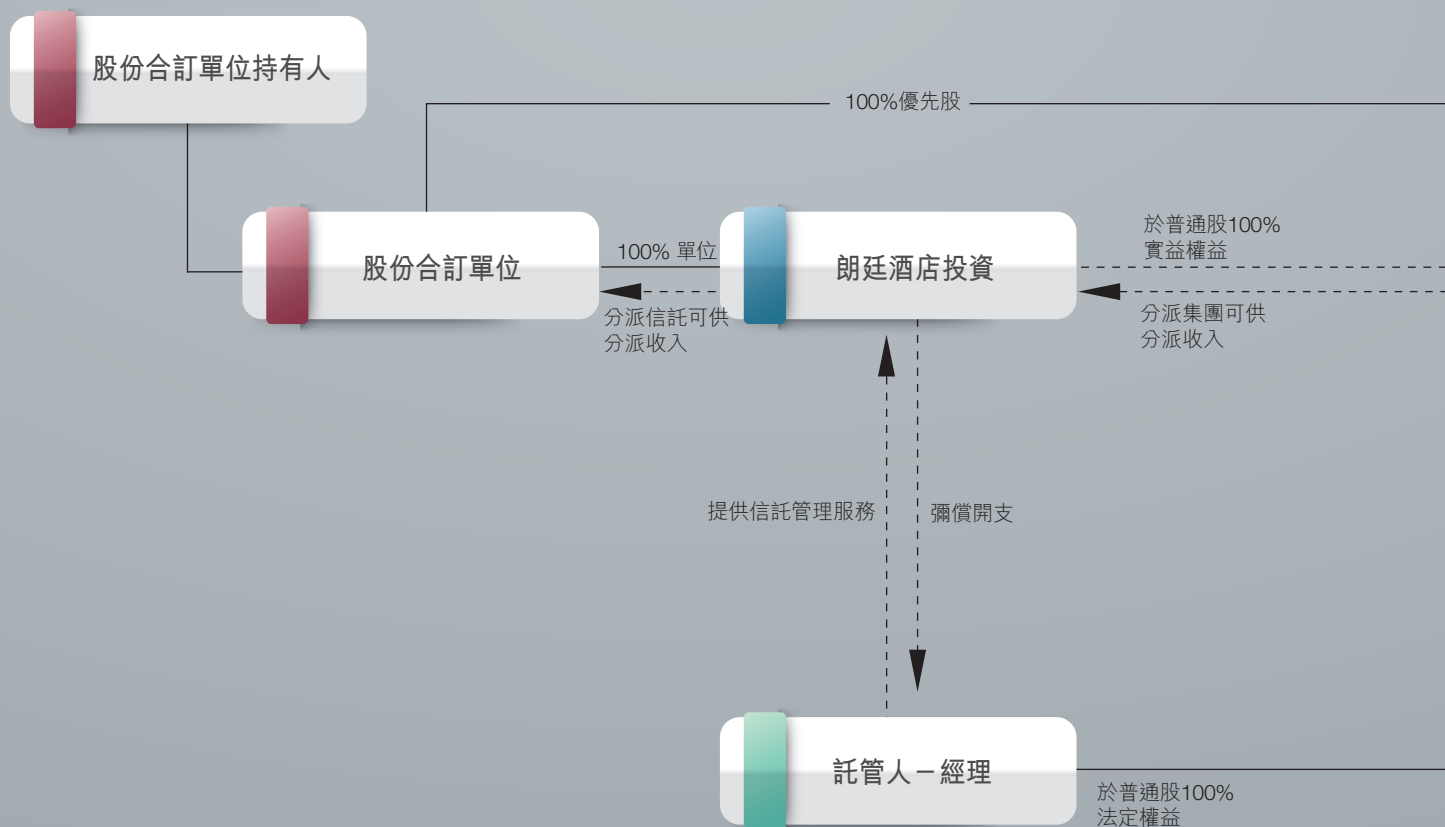 股份合訂單位持有人
100%優先股
股份合訂單位
100% 單位
分派信託可供
分派收入
朗廷酒店投資
於普通股100%
實益權益
分派集團可供
分派收入
提供信託管理服務
彌償開支
託管人－經理
於普通股100%
法定權益